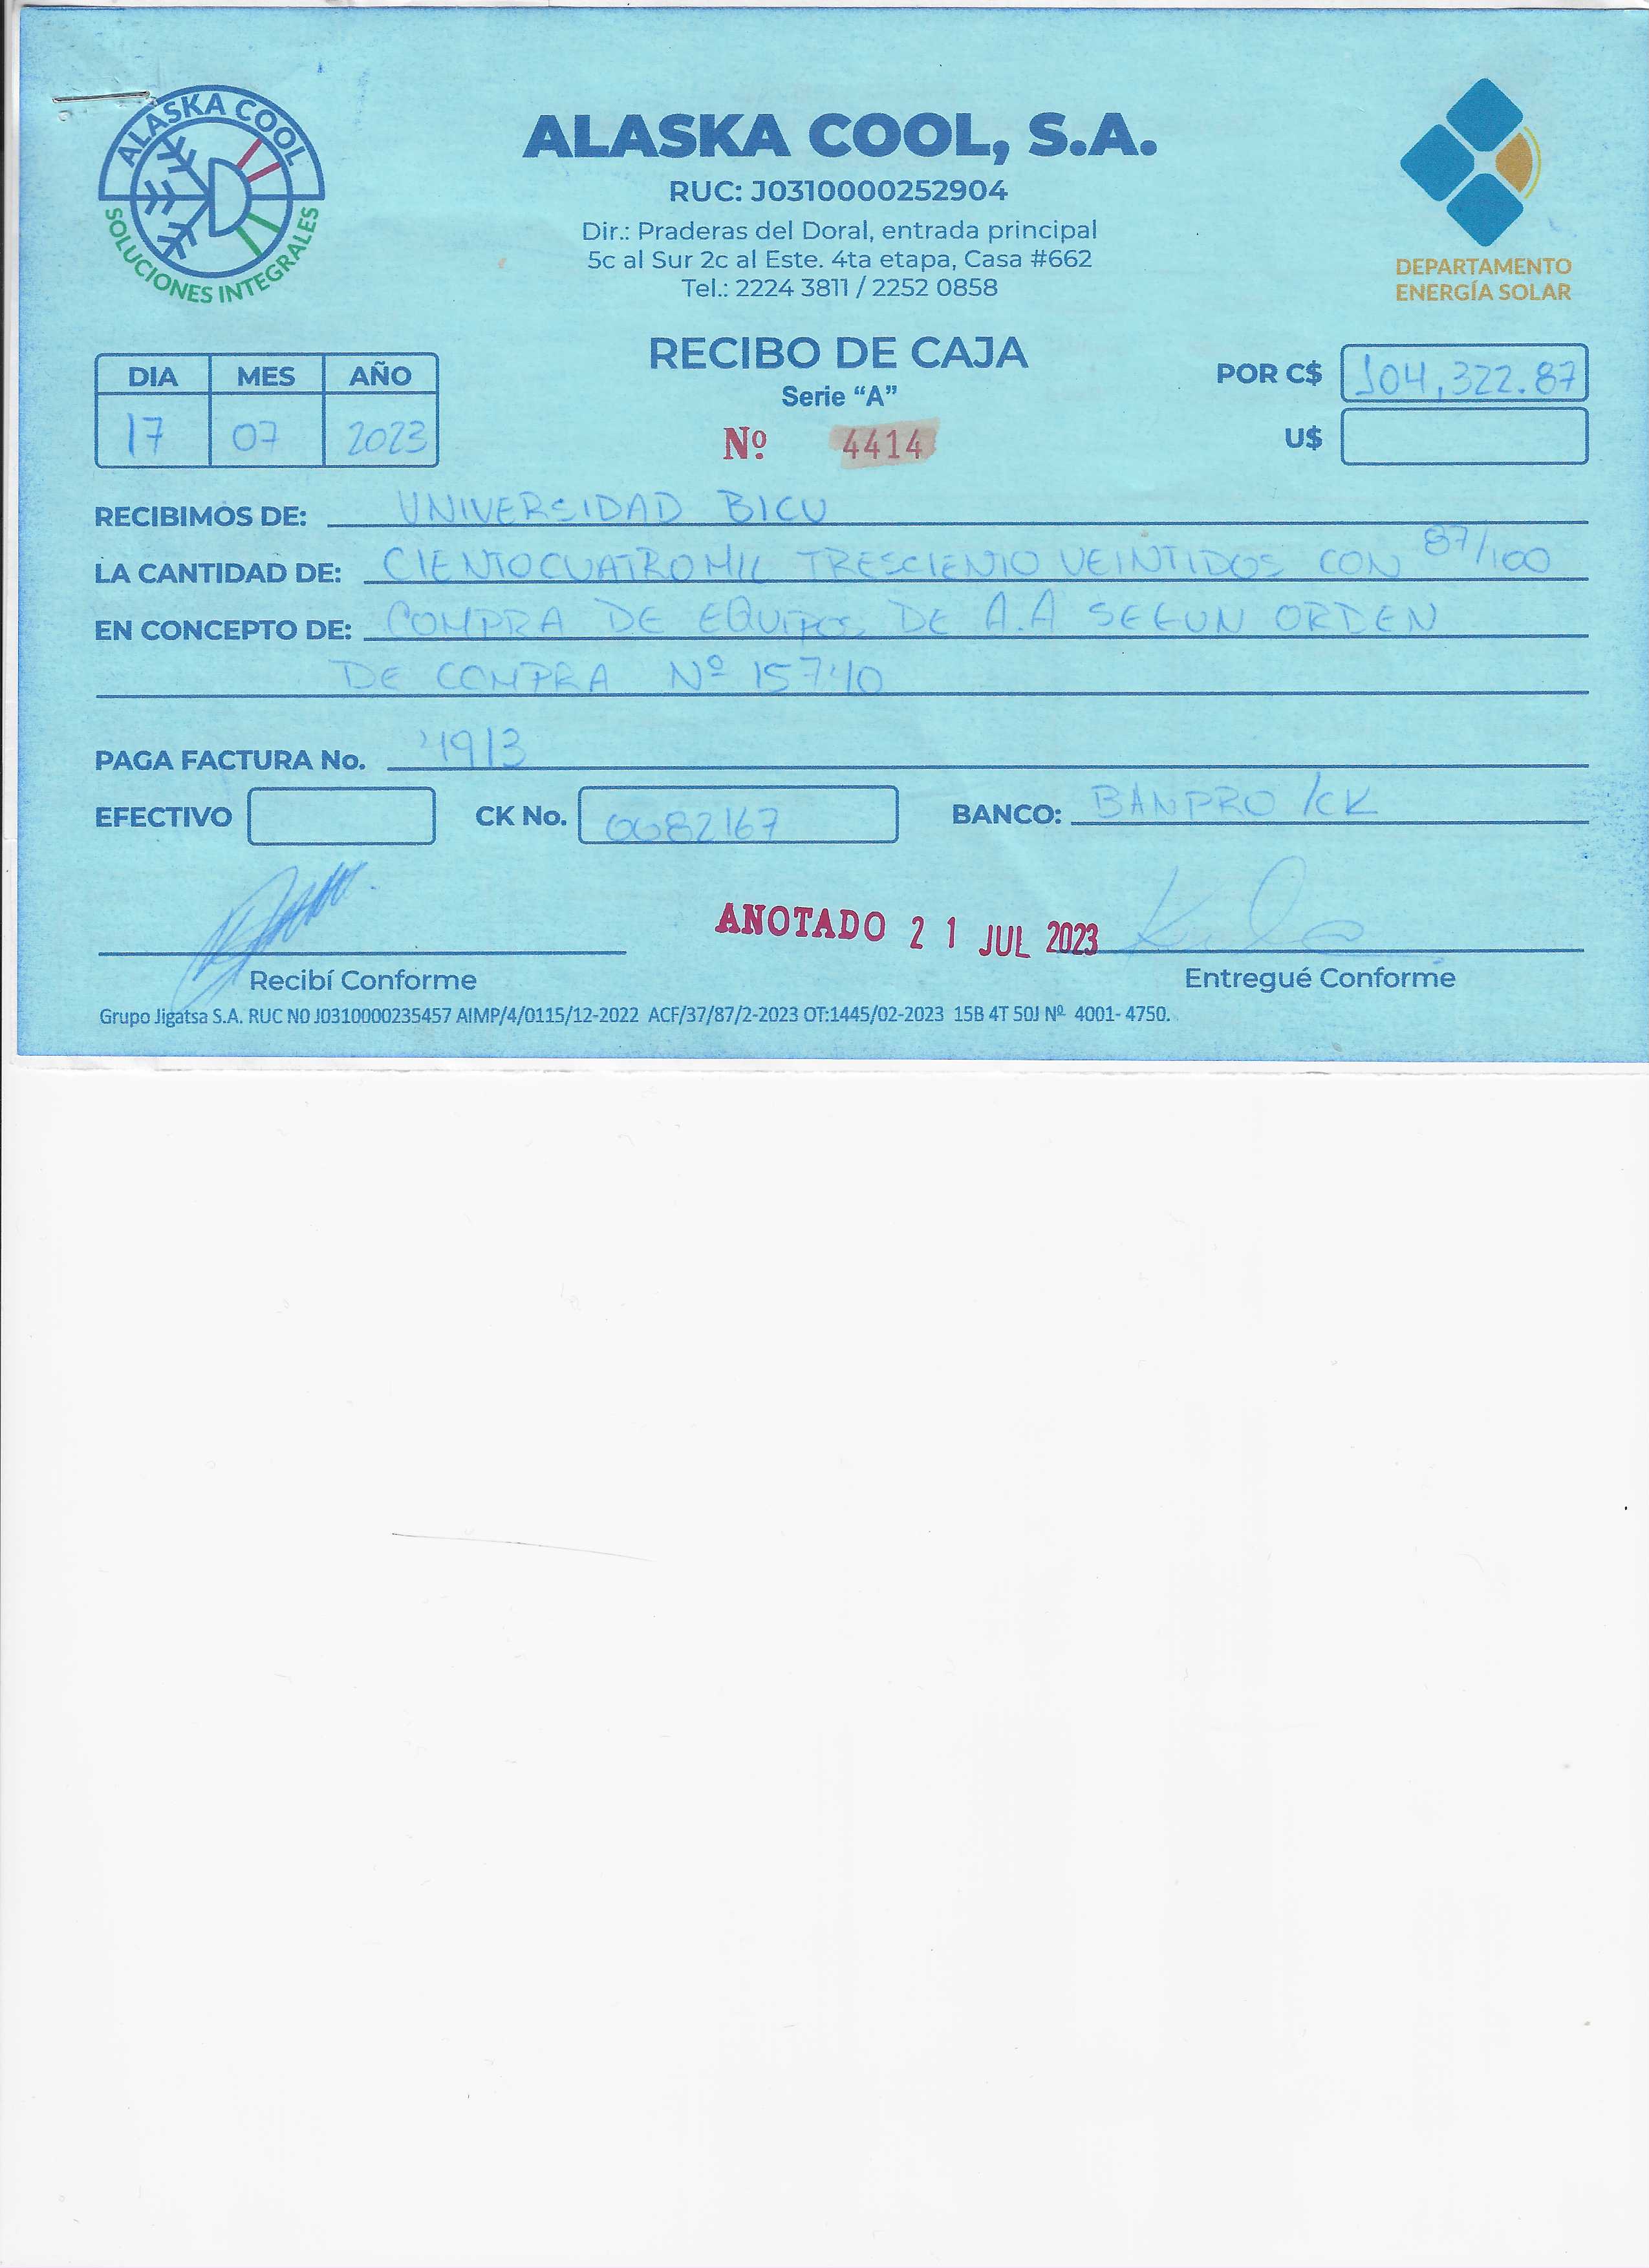 ALASKA COOL
SOLUCIONES INTEGRALES
ALASKA COOL, S.A.
RUC: J0310000252904
Dir.: Praderas del Doral, entrada principal
5c al Sur 2c al Este. 4ta etapa, Casa #662
Tel.: 2224 3811 / 2252 0858
DEPARTAMENTO
ENERGÍA SOLAR
RECIBO DE CAJA
Serie “A”
Nº 4414
DIA MES AÑO
17 07 2023
POR C$ 104,322.87
U$
RECIBIMOS DE: UNIVERSIDAD BICU
LA CANTIDAD DE: CIENTOCUATROMIL TRESCIENTO VEINTIDOS CON 87/100
EN CONCEPTO DE: COMPRA DE EQUIPOS DE A.A SEGUN ORDEN
DE COMPRA Nº 15740
PAGA FACTURA No. 4913
EFECTIVO CK No. 0082167 BANCO: BANPRO /CK
ANOTADO 21 JUL 2023
Recibí Conforme Entregué Conforme
Grupo Jigatsa S.A. RUC N0 J0310000235457 AIMP/4/0115/12-2022 ACF/37/87/2-2023 OT:1445/02-2023 15B 4T 50J Nº 4001- 4750.